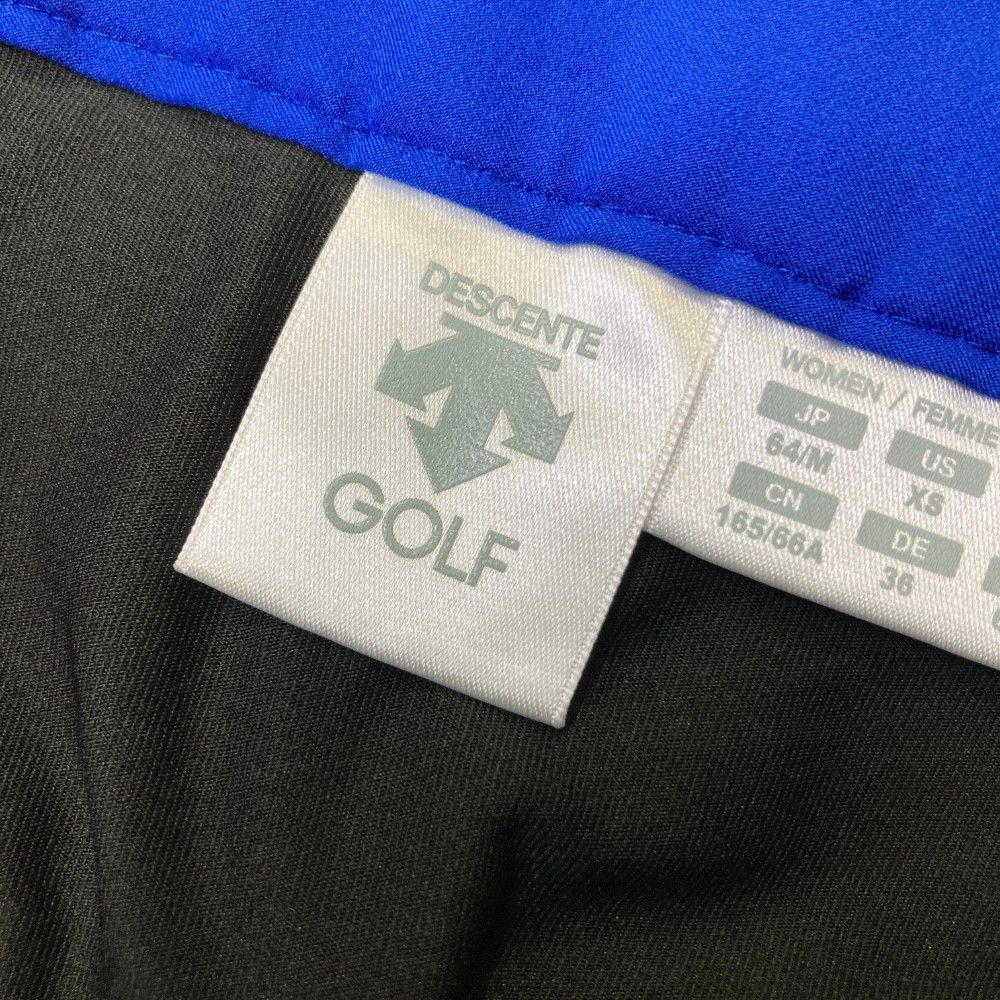 DESCENTE
GOLF
WOMEN / FEMME
JP
64/M
US
XS
CN
165/66A
DE
36